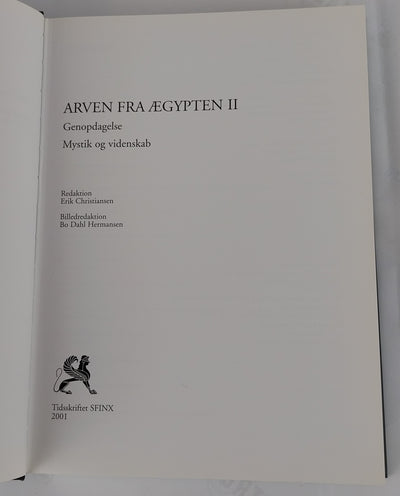 ARVEN FRA ÆGYPTEN II
Genopdagelse
Mystik og videnskab
Redaktion
Erik Christiansen
Billedredaktion
Bo Dahl Hermansen
Tidsskriftet SFINX
2001